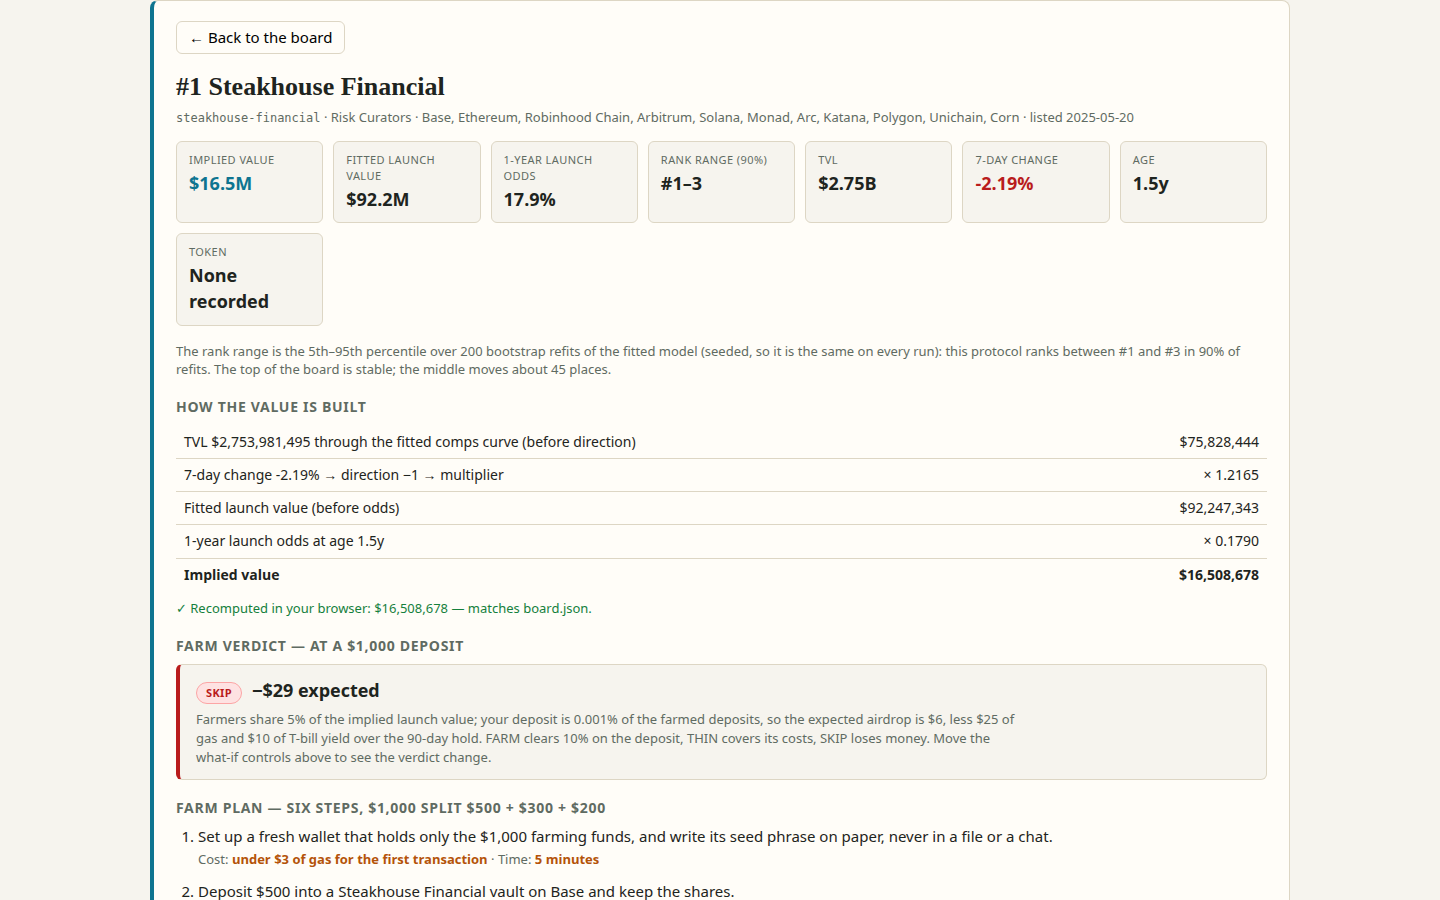 ← Back to the board
#1 Steakhouse Financial
steakhouse-financial · Risk Curators · Base, Ethereum, Robinhood Chain, Arbitrum, Solana, Monad, Arc, Katana, Polygon, Unichain, Corn · listed 2025-05-20
IMPLIED VALUE
$16.5M
FITTED LAUNCH
VALUE
$92.2M
1-YEAR LAUNCH
ODDS
17.9%
RANK RANGE (90%)
#1–3
TVL
$2.75B
7-DAY CHANGE
-2.19%
AGE
1.5y
TOKEN
None
recorded
The rank range is the 5th–95th percentile over 200 bootstrap refits of the fitted model (seeded, so it is the same on every run): this protocol ranks between #1 and #3 in 90% of
refits. The top of the board is stable; the middle moves about 45 places.
HOW THE VALUE IS BUILT
TVL $2,753,981,495 through the fitted comps curve (before direction) $75,828,444
7-day change -2.19% → direction −1 → multiplier × 1.2165
Fitted launch value (before odds) $92,247,343
1-year launch odds at age 1.5y × 0.1790
Implied value $16,508,678
✓ Recomputed in your browser: $16,508,678 — matches board.json.
FARM VERDICT — AT A $1,000 DEPOSIT
SKIP −$29 expected
Farmers share 5% of the implied launch value; your deposit is 0.001% of the farmed deposits, so the expected airdrop is $6, less $25 of
gas and $10 of T-bill yield over the 90-day hold. FARM clears 10% on the deposit, THIN covers its costs, SKIP loses money. Move the
what-if controls above to see the verdict change.
FARM PLAN — SIX STEPS, $1,000 SPLIT $500 + $300 + $200
1. Set up a fresh wallet that holds only the $1,000 farming funds, and write its seed phrase on paper, never in a file or a chat.
Cost: under $3 of gas for the first transaction · Time: 5 minutes
2. Deposit $500 into a Steakhouse Financial vault on Base and keep the shares.